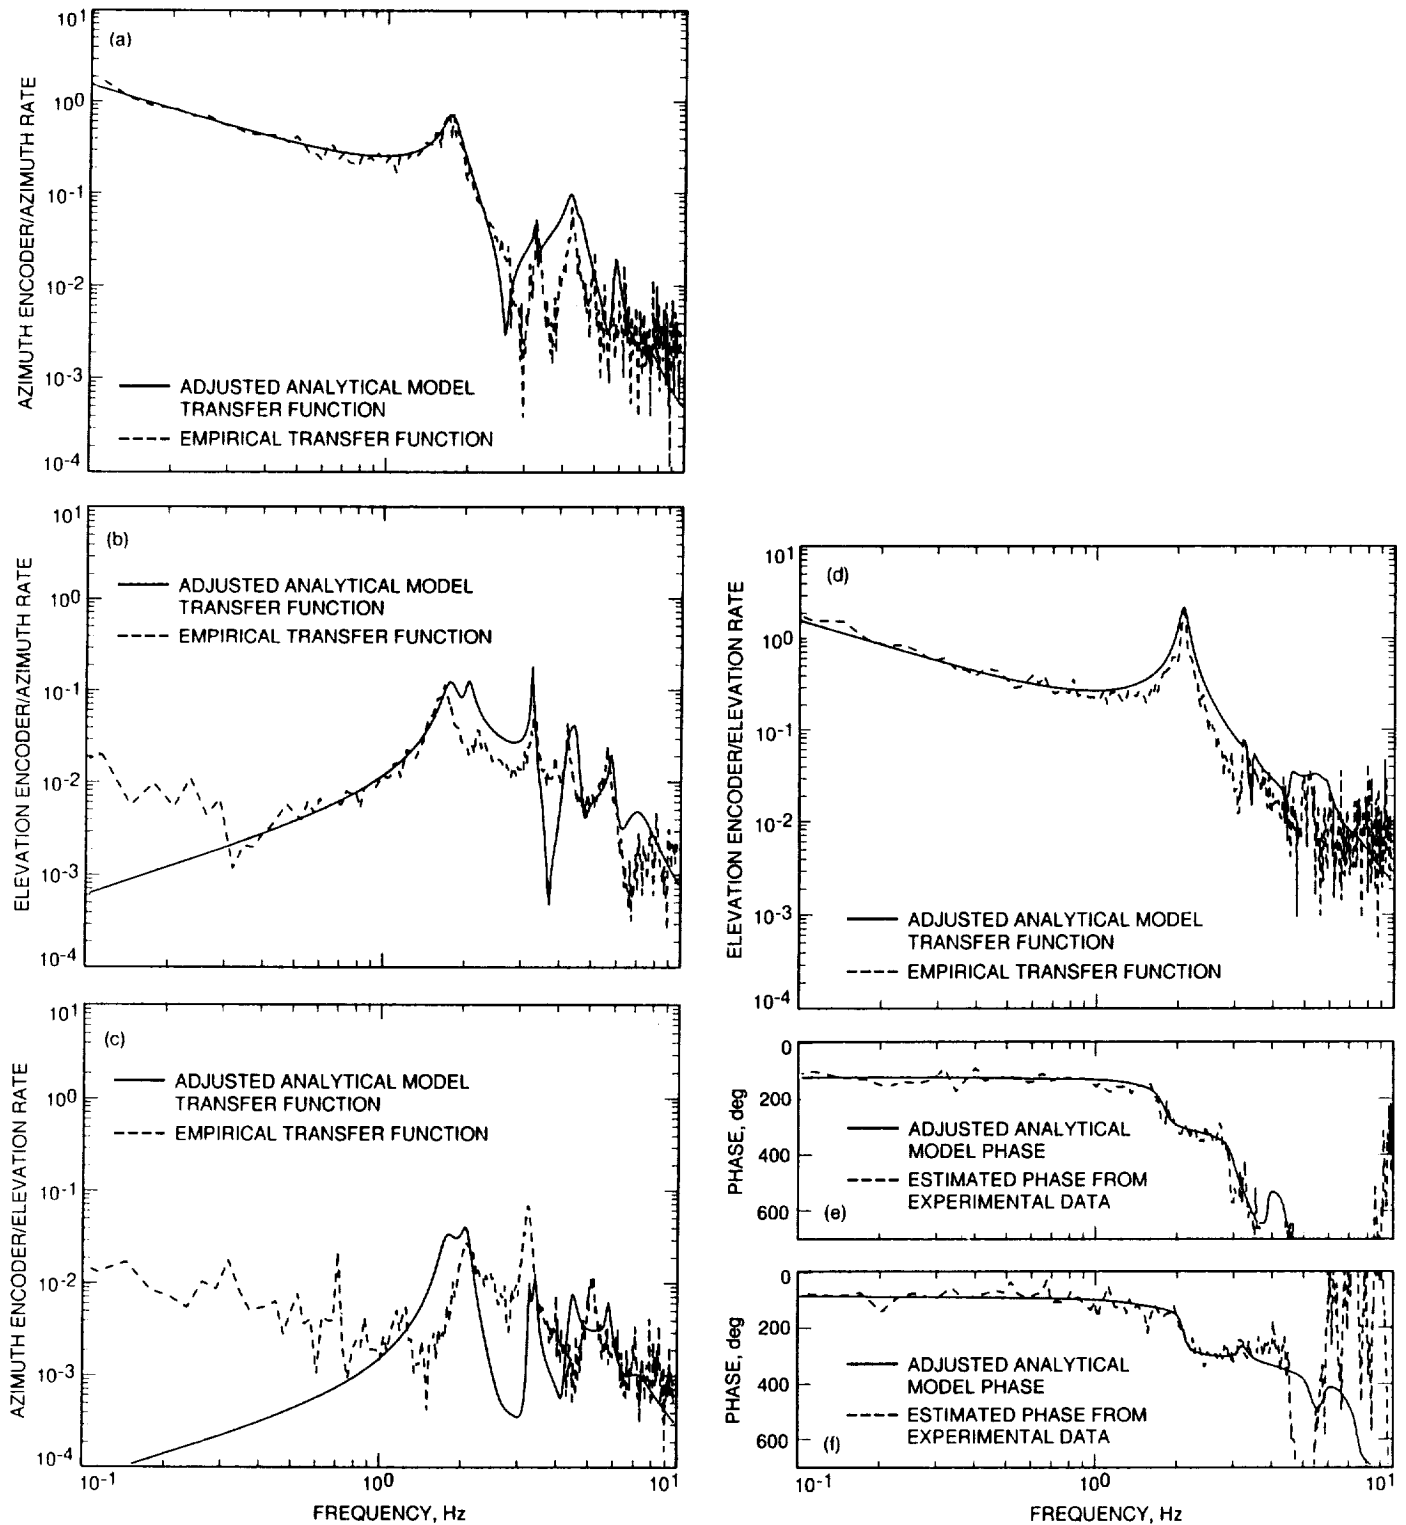 (a)
10^1
10^0
10^-1
10^-2
10^-3
10^-4
AZIMUTH ENCODER/AZIMUTH RATE
ADJUSTED ANALYTICAL MODEL
TRANSFER FUNCTION
EMPIRICAL TRANSFER FUNCTION
(b)
10^1
10^0
10^-1
10^-2
10^-3
10^-4
ELEVATION ENCODER/AZIMUTH RATE
ADJUSTED ANALYTICAL MODEL
TRANSFER FUNCTION
EMPIRICAL TRANSFER FUNCTION
(c)
10^1
10^0
10^-1
10^-2
10^-3
10^-4
AZIMUTH ENCODER/ELEVATION RATE
ADJUSTED ANALYTICAL MODEL
TRANSFER FUNCTION
EMPIRICAL TRANSFER FUNCTION
10^-1 10^0 10^1
FREQUENCY, Hz
(d)
10^1
10^0
10^-1
10^-2
10^-3
10^-4
ELEVATION ENCODER/ELEVATION RATE
ADJUSTED ANALYTICAL MODEL
TRANSFER FUNCTION
EMPIRICAL TRANSFER FUNCTION
0
200
400
600
PHASE, deg
ADJUSTED ANALYTICAL
MODEL PHASE
ESTIMATED PHASE FROM
EXPERIMENTAL DATA
(e)
0
200
400
600
PHASE, deg
ADJUSTED ANALYTICAL
MODEL PHASE
ESTIMATED PHASE FROM
EXPERIMENTAL DATA
(f)
10^-1 10^0 10^1
FREQUENCY, Hz